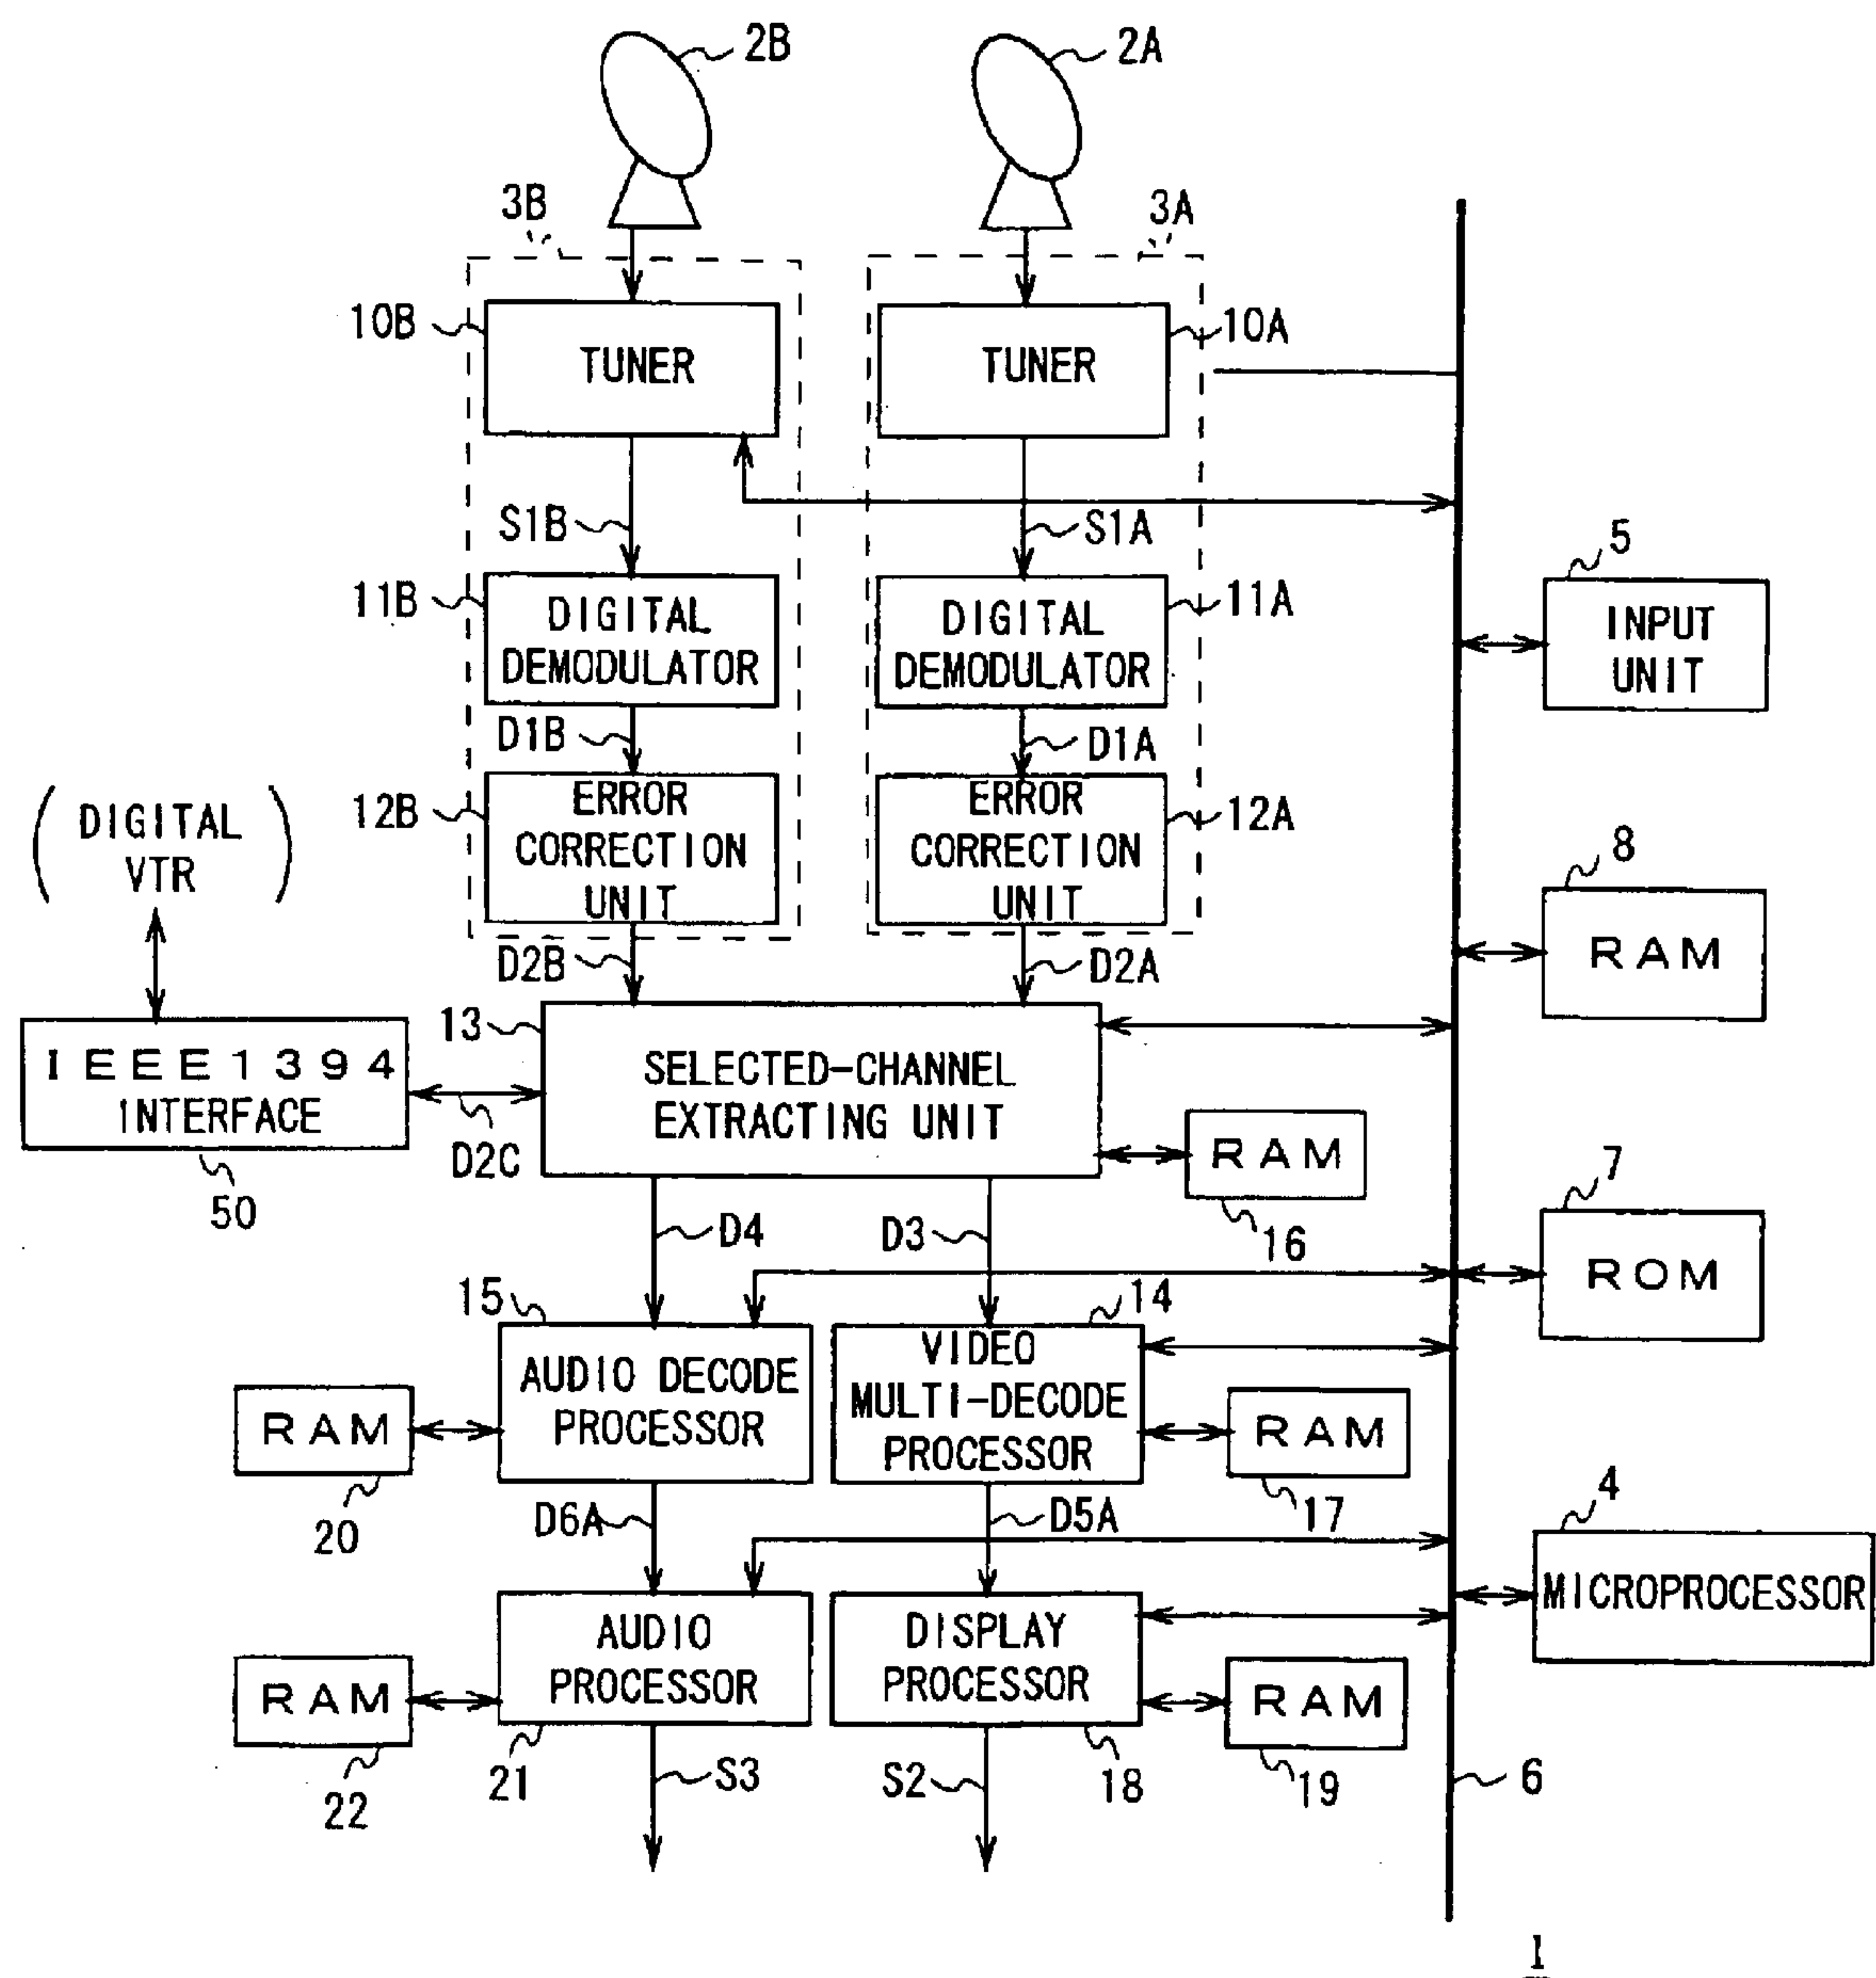 2B
2A
3B
3A
10B
TUNER
TUNER
10A
S1B
S1A
5
11B
DIGITAL
DEMODULATOR
DIGITAL
DEMODULATOR
11A
INPUT
UNIT
D1B
D1A
( DIGITAL
VTR )
12B
ERROR
CORRECTION
UNIT
ERROR
CORRECTION
UNIT
12A
8
RAM
D2B
D2A
13
IEEE1394
INTERFACE
SELECTED-CHANNEL
EXTRACTING UNIT
D2C
RAM
50
16
7
ROM
D4
D3
15
14
AUDIO DECODE
PROCESSOR
VIDEO
MULTI-DECODE
PROCESSOR
RAM
RAM
20
17
4
D6A
D5A
MICROPROCESSOR
AUDIO
PROCESSOR
DISPLAY
PROCESSOR
RAM
RAM
22
21
S3
S2
18
19
6
1